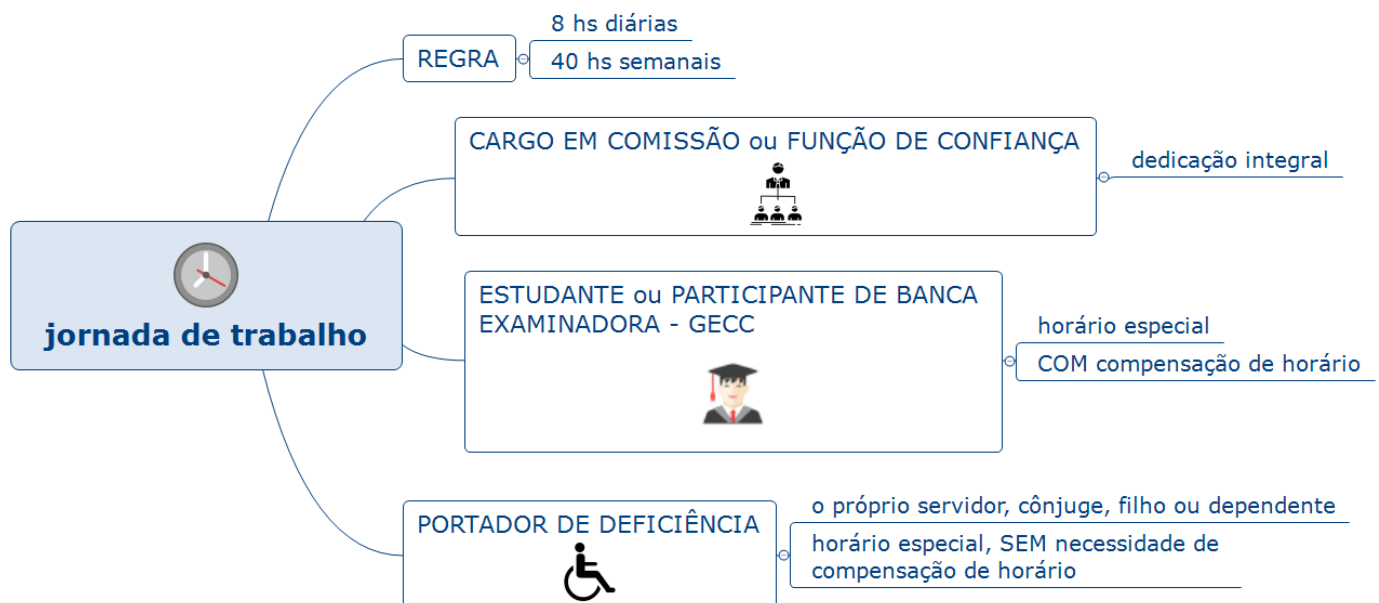 8 hs diárias
REGRA
40 hs semanais
CARGO EM COMISSÃO ou FUNÇÃO DE CONFIANÇA
dedicação integral
jornada de trabalho
ESTUDANTE ou PARTICIPANTE DE BANCA
EXAMINADORA - GECC
horário especial
COM compensação de horário
PORTADOR DE DEFICIÊNCIA
o próprio servidor, cônjuge, filho ou dependente
horário especial, SEM necessidade de
compensação de horário